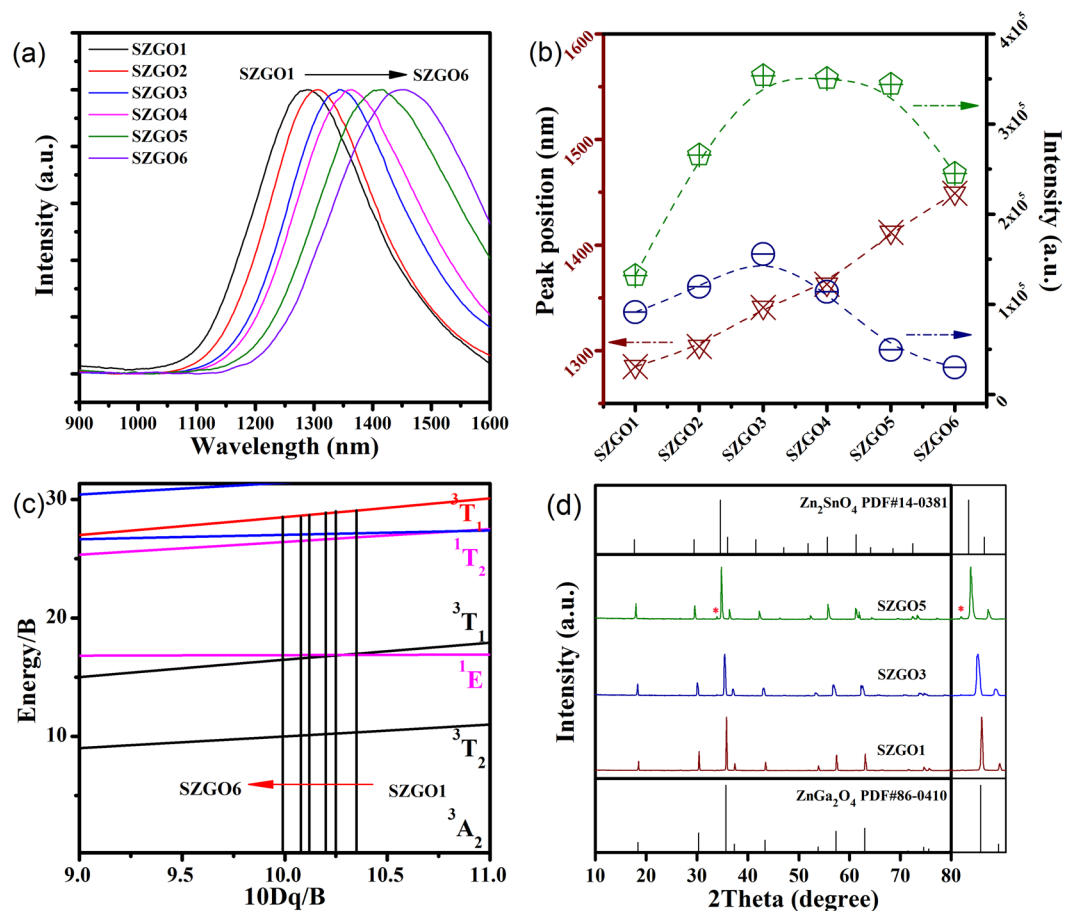 (a)
SZGO1
SZGO2
SZGO3
SZGO4
SZGO5
SZGO6
SZGO1
SZGO6
Intensity (a.u.)
900 1000 1100 1200 1300 1400 1500 1600
Wavelength (nm)
(b)
1600
1500
1400
1300
Peak position (nm)
4x10⁵
3x10⁵
2x10⁵
1x10⁵
0
Intensity (a.u.)
SZGO1 SZGO2 SZGO3 SZGO4 SZGO5 SZGO6
(c)
30
20
10
Energy/B
³T₁
¹T₂
³T₁
¹E
³T₂
SZGO6
SZGO1
³A₂
9.0 9.5 10.0 10.5 11.0
10Dq/B
(d)
Zn₂SnO₄ PDF#14-0381
* SZGO5 *
SZGO3
SZGO1
ZnGa₂O₄ PDF#86-0410
Intensity (a.u.)
10 20 30 40 50 60 70 80
2Theta (degree)